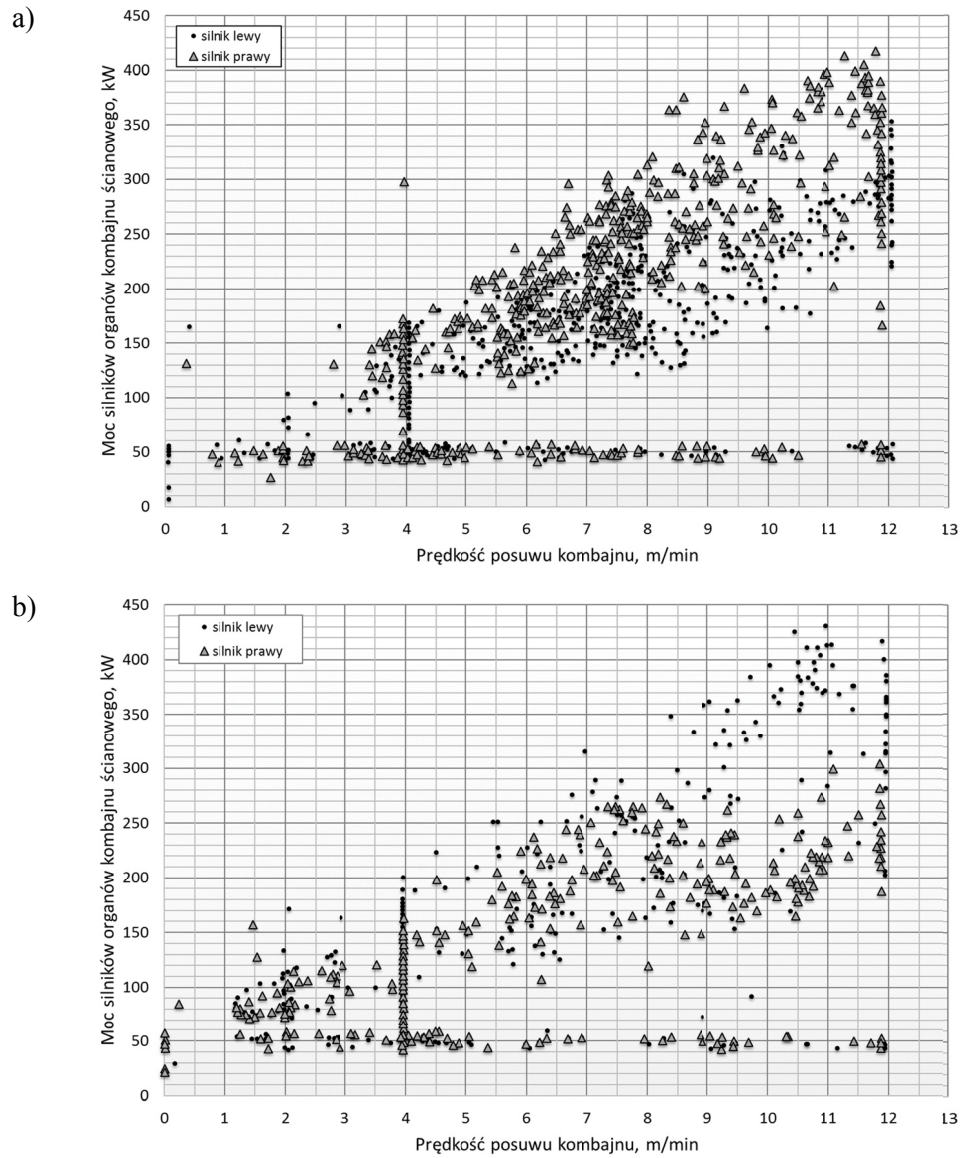 a)
450
400
350
300
250
200
150
100
50
0
Moc silników organów kombajnu ścianowego, kW
silnik lewy
silnik prawy
0 1 2 3 4 5 6 7 8 9 10 11 12 13
Prędkość posuwu kombajnu, m/min
b)
450
400
350
300
250
200
150
100
50
0
Moc silników organów kombajnu ścianowego, kW
silnik lewy
silnik prawy
0 1 2 3 4 5 6 7 8 9 10 11 12 13
Prędkość posuwu kombajnu, m/min